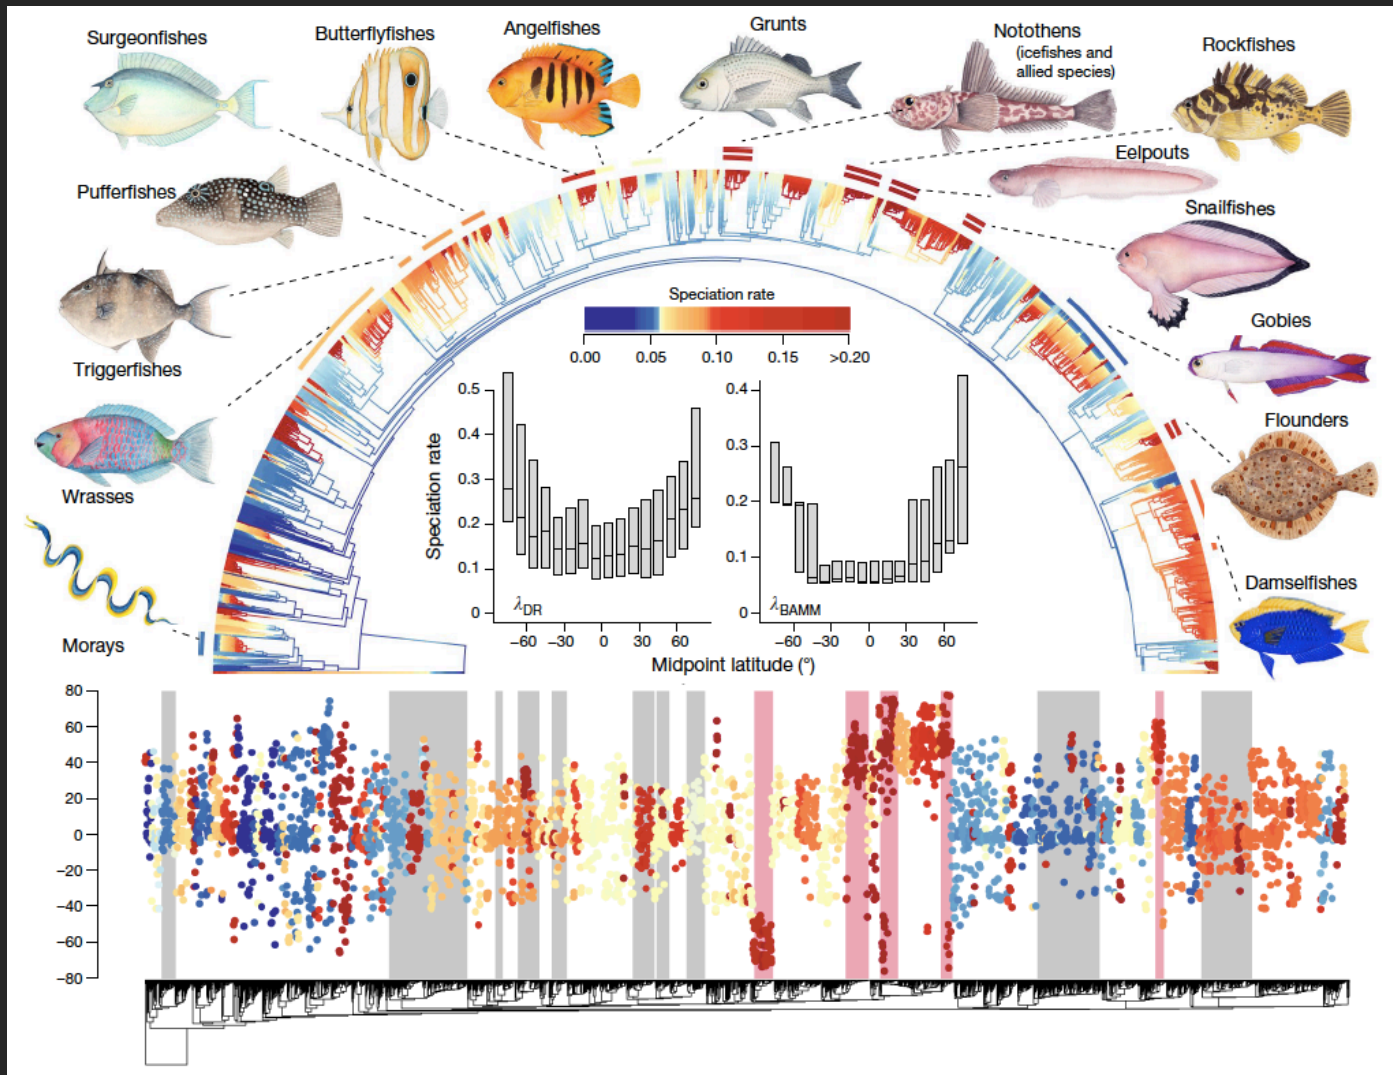 Surgeonfishes
Butterflyfishes
Angelfishes
Grunts
Notothens
(icefishes and
allied species)
Rockfishes
Eelpouts
Pufferfishes
Snailfishes
Triggerfishes
Gobies
Wrasses
Flounders
Morays
Damselfishes
Speciation rate
0.00 0.05 0.10 0.15 >0.20
Speciation rate
0.5
0.4
0.3
0.2
0.1
0
λDR
−60 −30 0 30 60
0.4
0.3
0.2
0.1
0
λBAMM
−60 −30 0 30 60
Midpoint latitude (°)
80
60
40
20
0
−20
−40
−60
−80